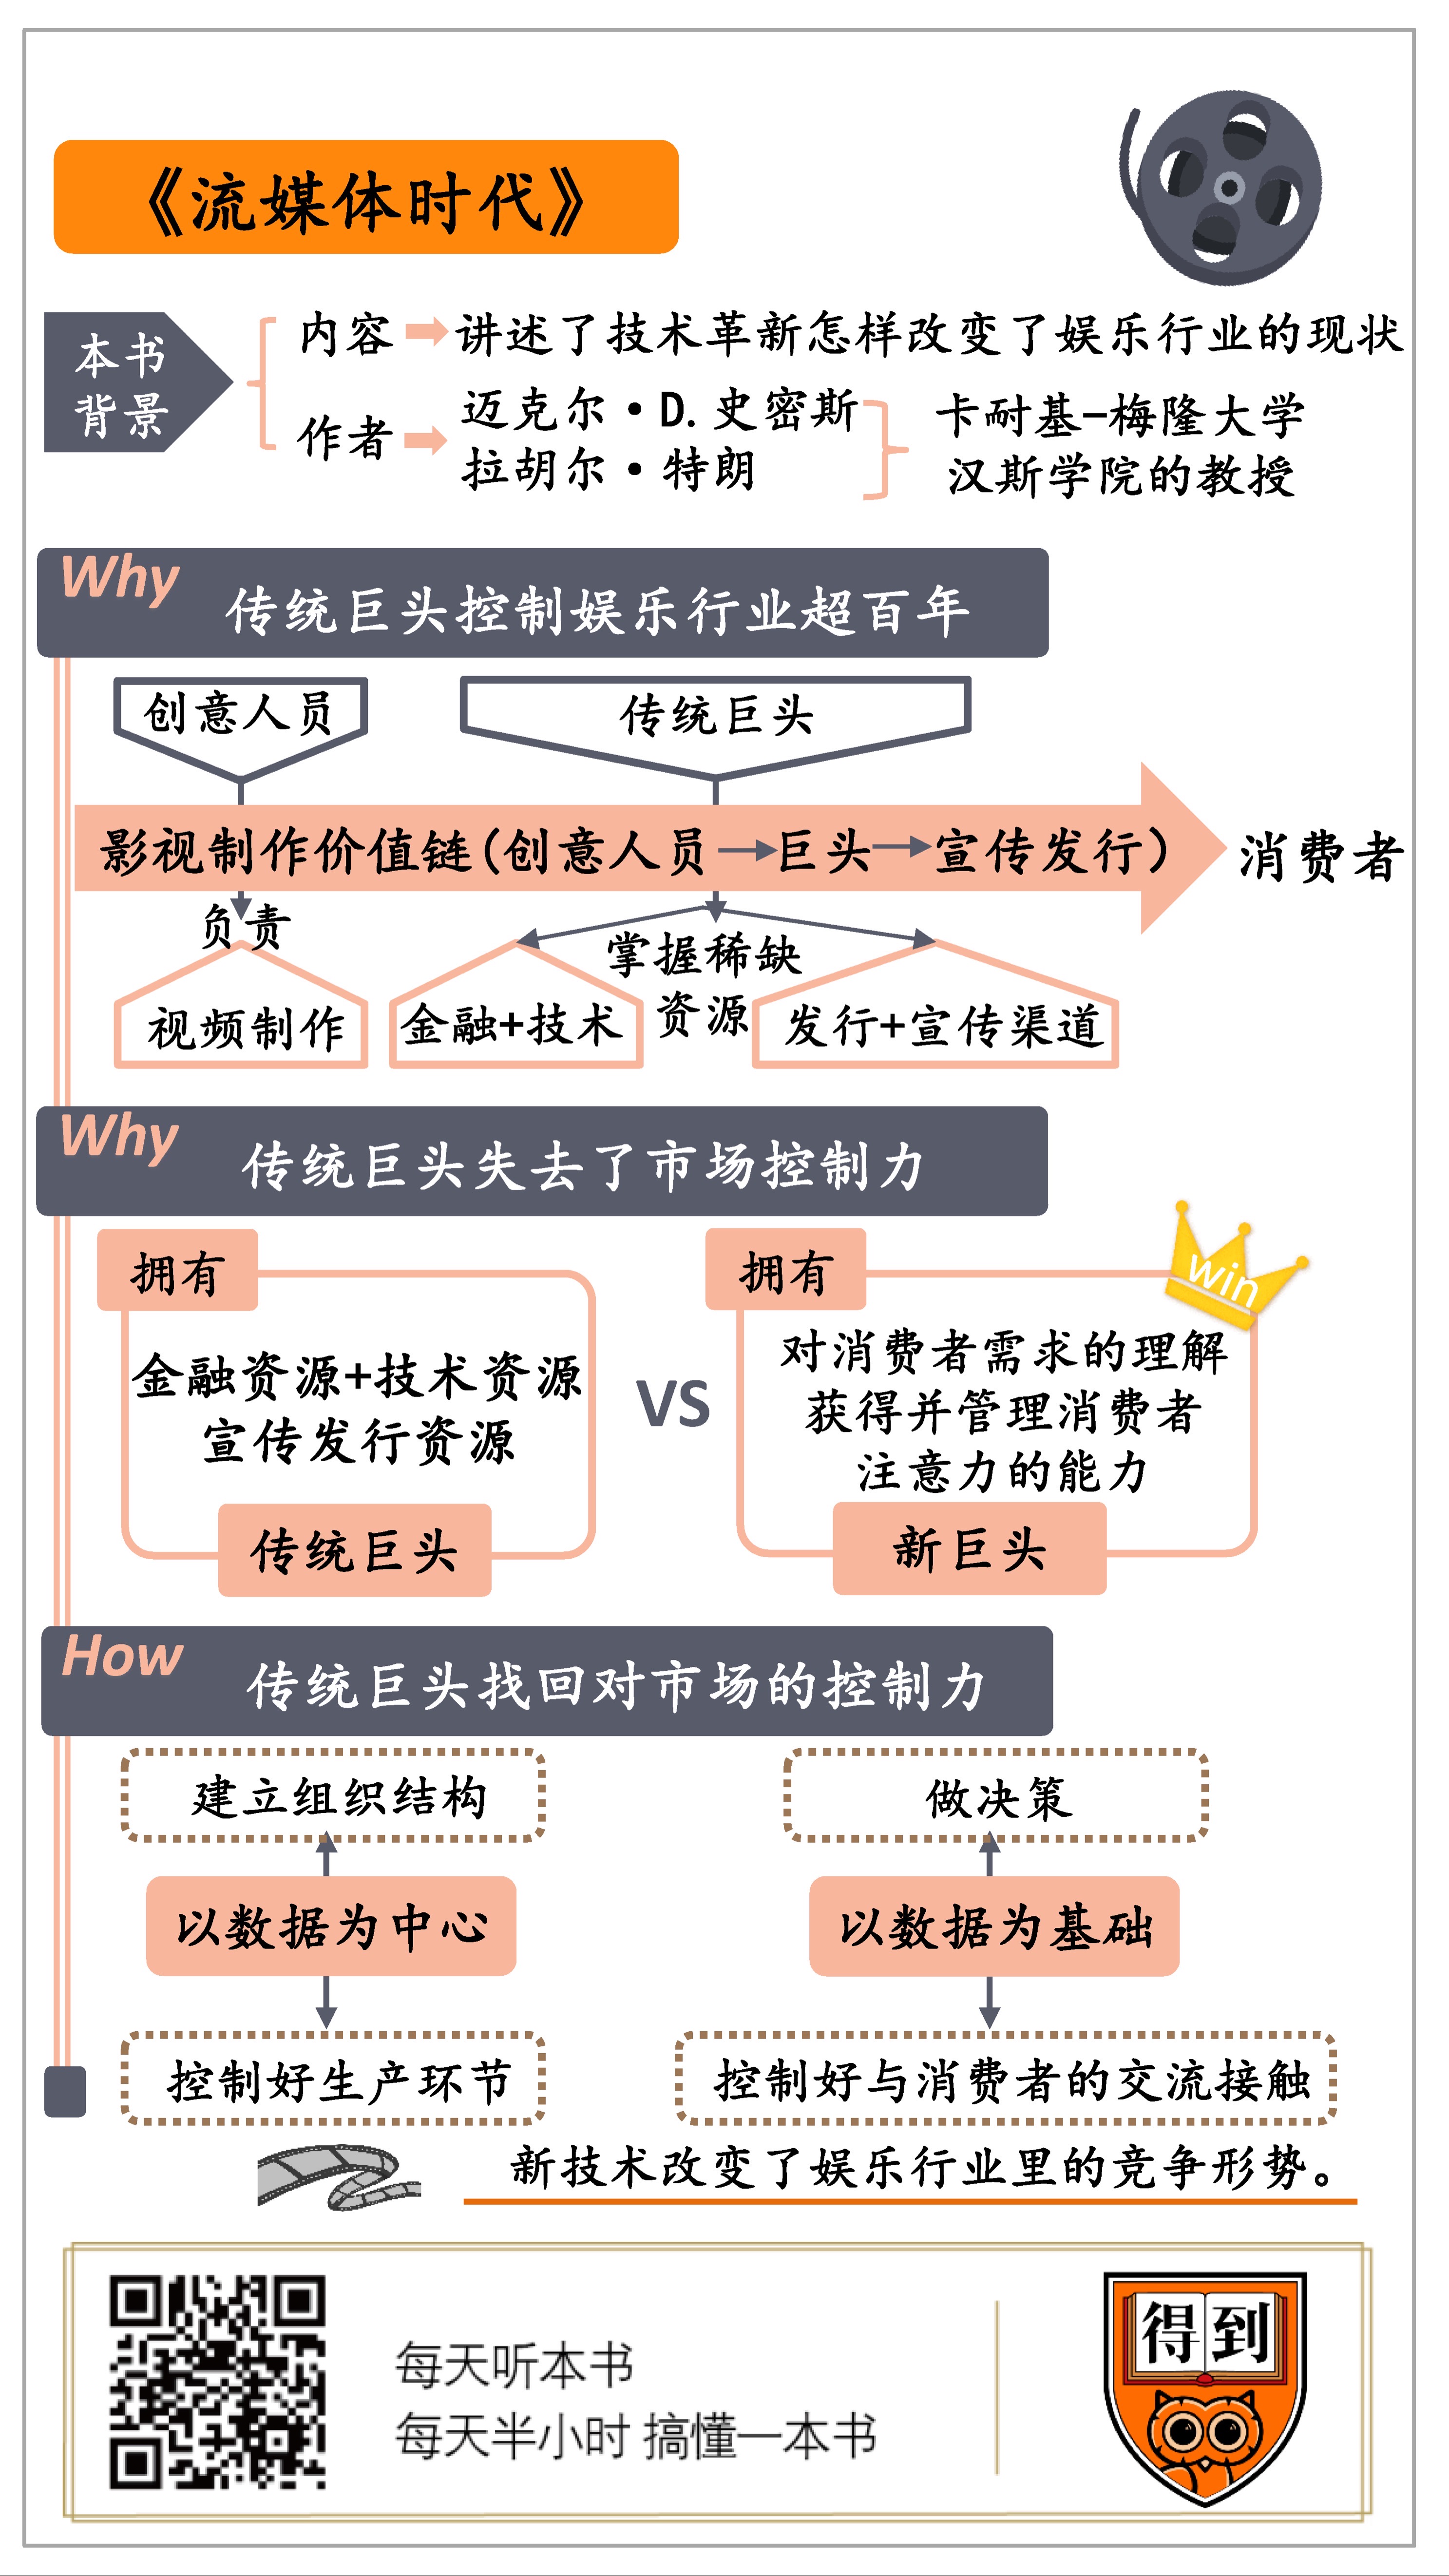 《流媒体时代》
本书
背景
内容
讲述了技术革新怎样改变了娱乐行业的现状
作者
迈克尔·D.史密斯
拉胡尔·特朗
卡耐基-梅隆大学
汉斯学院的教授
Why
传统巨头控制娱乐行业超百年
创意人员
传统巨头
影视制作价值链(创意人员→巨头→宣传发行)
消费者
负责
掌握稀缺
资源
视频制作
金融+技术
发行+宣传渠道
Why
传统巨头失去了市场控制力
拥有
金融资源+技术资源
宣传发行资源
传统巨头
VS
拥有
win
对消费者需求的理解
获得并管理消费者
注意力的能力
新巨头
How
传统巨头找回对市场的控制力
建立组织结构
做决策
以数据为中心
以数据为基础
控制好生产环节
控制好与消费者的交流接触
新技术改变了娱乐行业里的竞争形势。
每天听本书
每天半小时 搞懂一本书
得到